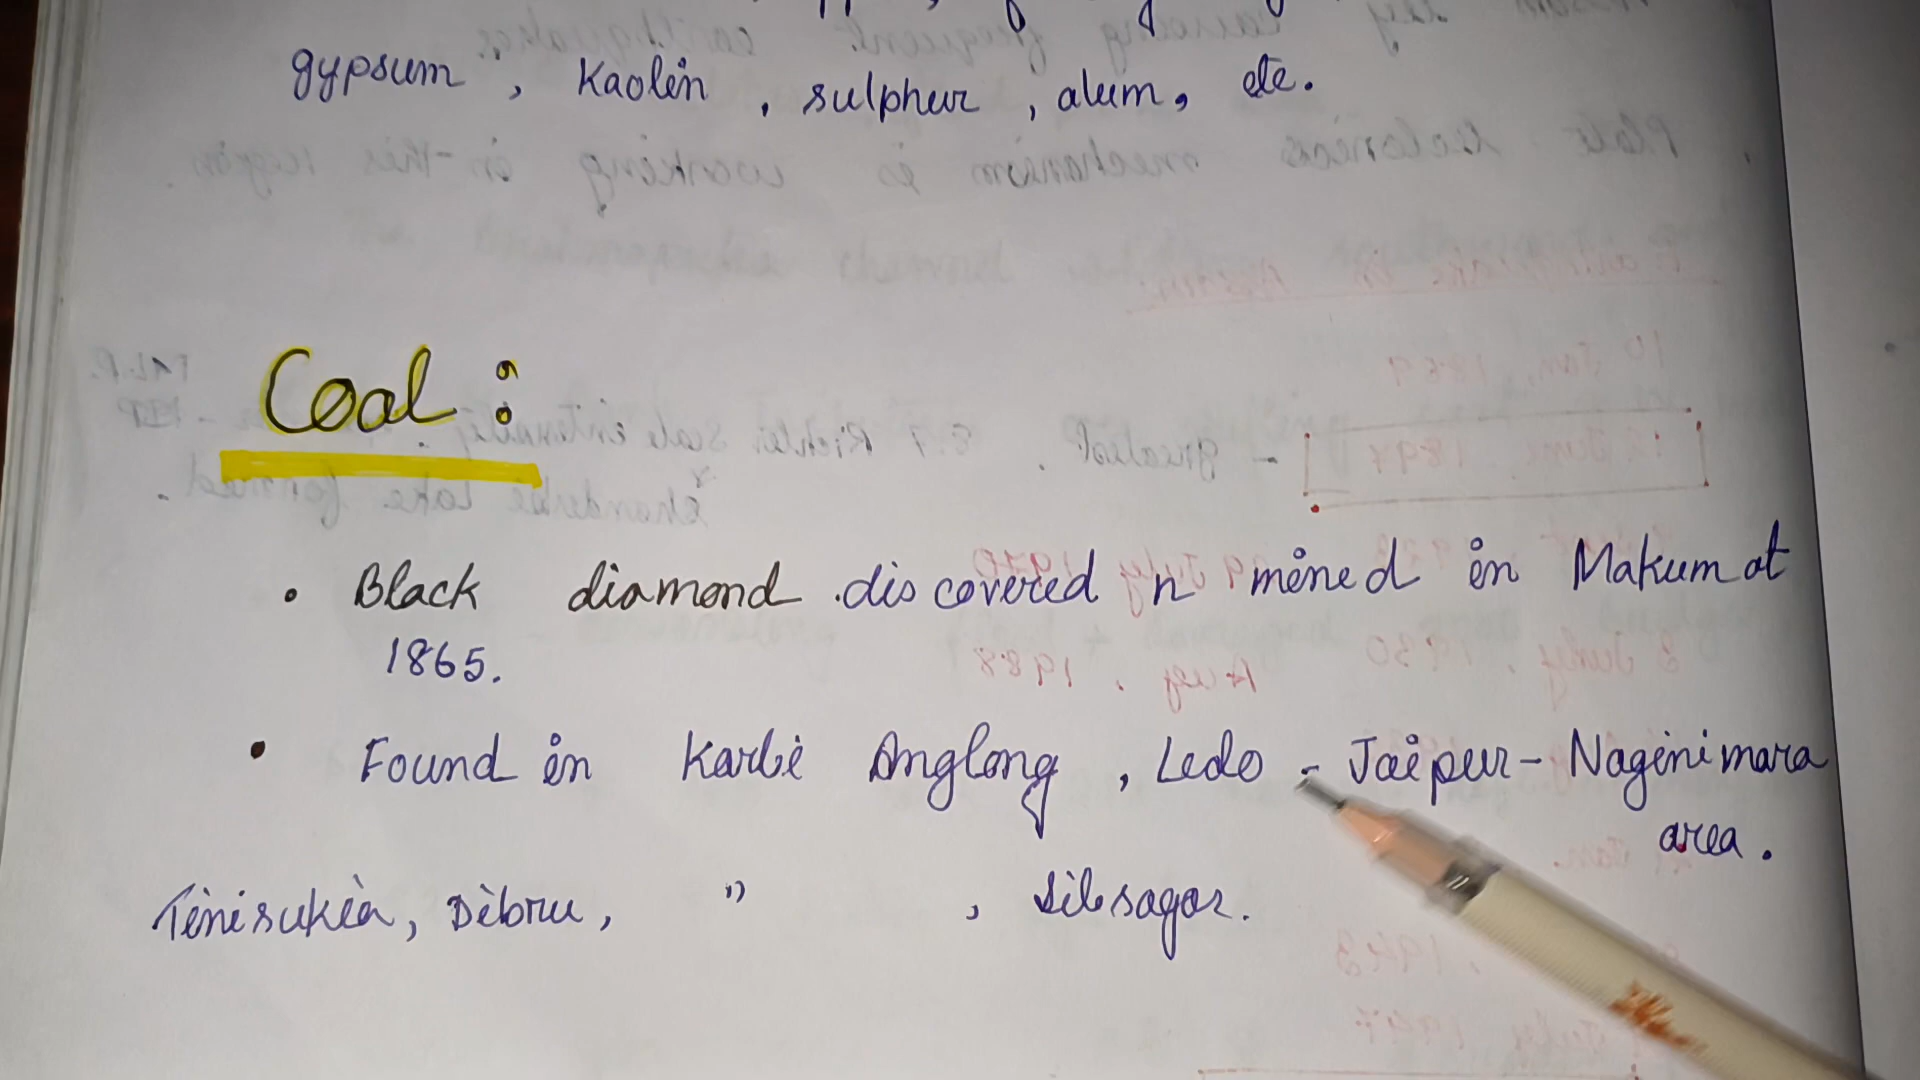 gypsum, Kaolin, sulphur, alum, etc.
Coal :
• Black diamond discovered n mined in Makum at
1865.
• Found in Karbi Anglong, Ledo - Jaipur - Naginimara
area.
Tinisukia, Dibru, " , Sibsagar.